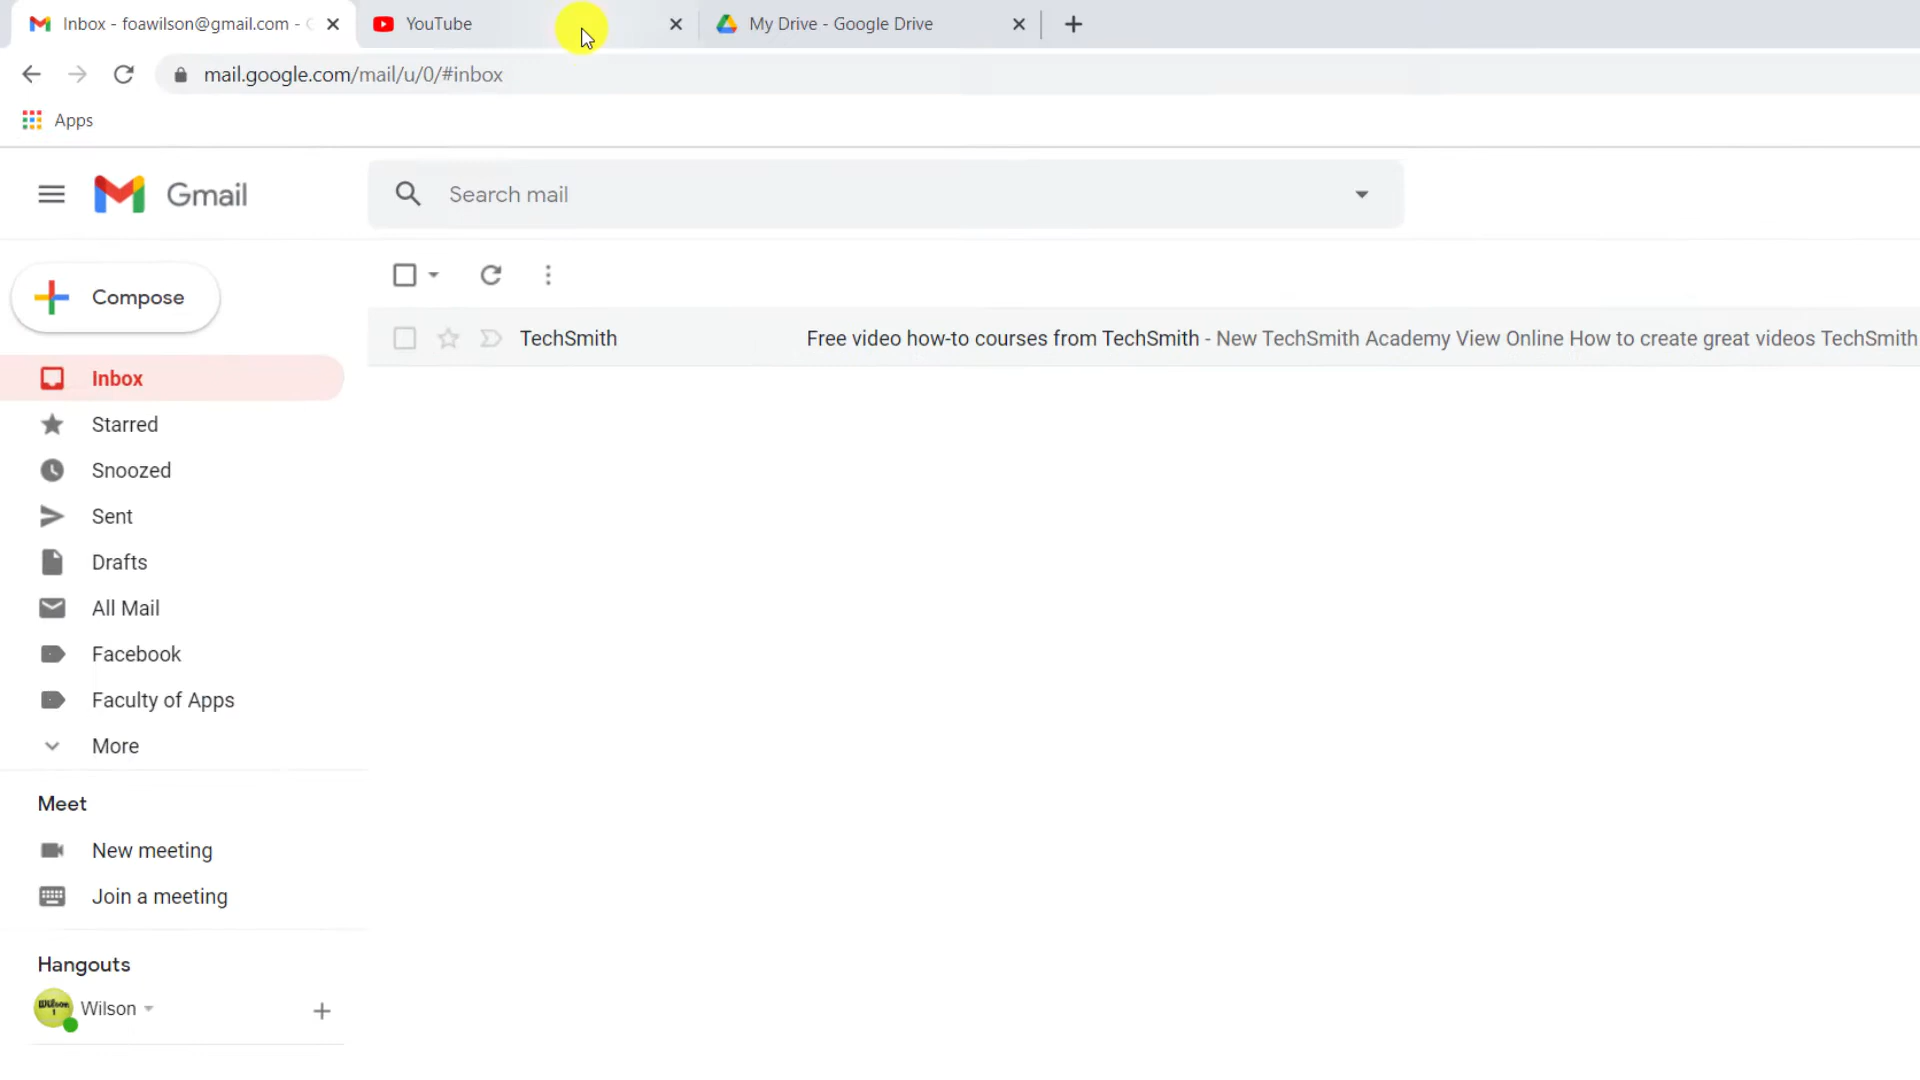 Inbox - foawilson@gmail.com -
YouTube
My Drive - Google Drive
mail.google.com/mail/u/0/#inbox
Apps
Gmail
Search mail
Compose
TechSmith
Free video how-to courses from TechSmith - New TechSmith Academy View Online How to create great videos TechSmith
Inbox
Starred
Snoozed
Sent
Drafts
All Mail
Facebook
Faculty of Apps
More
Meet
New meeting
Join a meeting
Hangouts
Wilson
1
Wilson